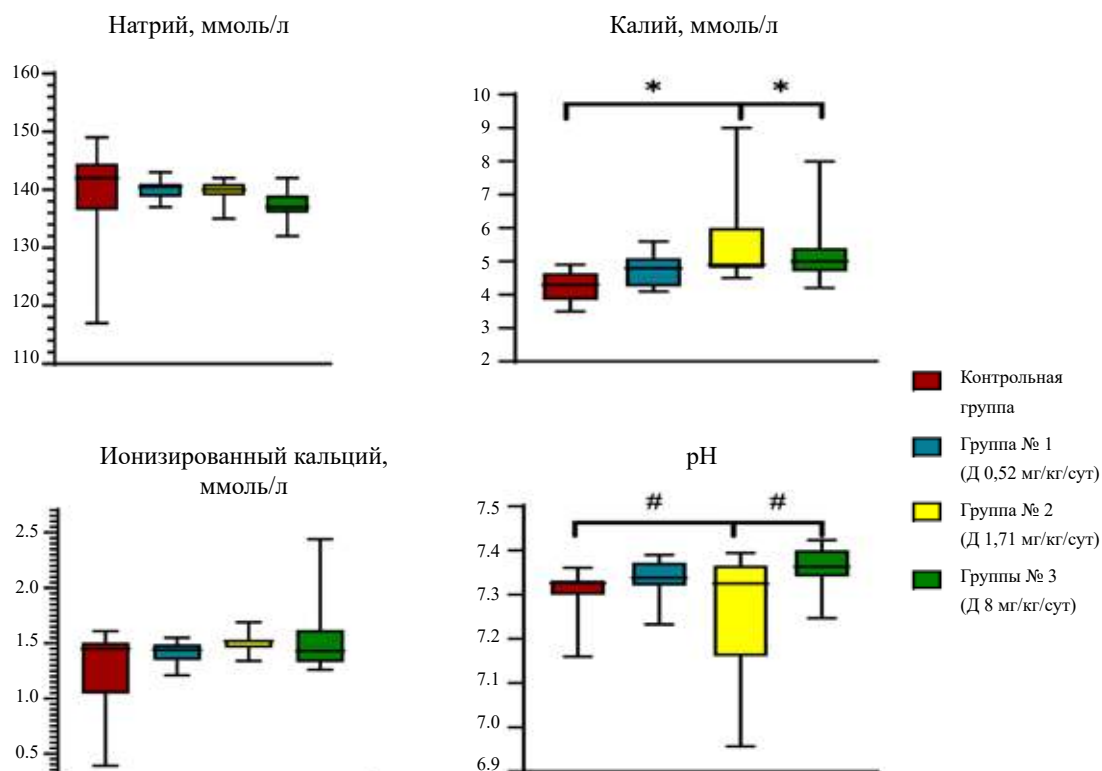 Натрий, ммоль/л
160
150
140
130
120
110
Калий, ммоль/л
* *
10
9
8
7
6
5
4
3
2
Ионизированный кальций,
ммоль/л
2.5
2.0
1.5
1.0
0.5
pH
# #
7.5
7.4
7.3
7.2
7.1
7.0
6.9
Контрольная
группа
Группа № 1
(Д 0,52 мг/кг/сут)
Группа № 2
(Д 1,71 мг/кг/сут)
Группы № 3
(Д 8 мг/кг/сут)